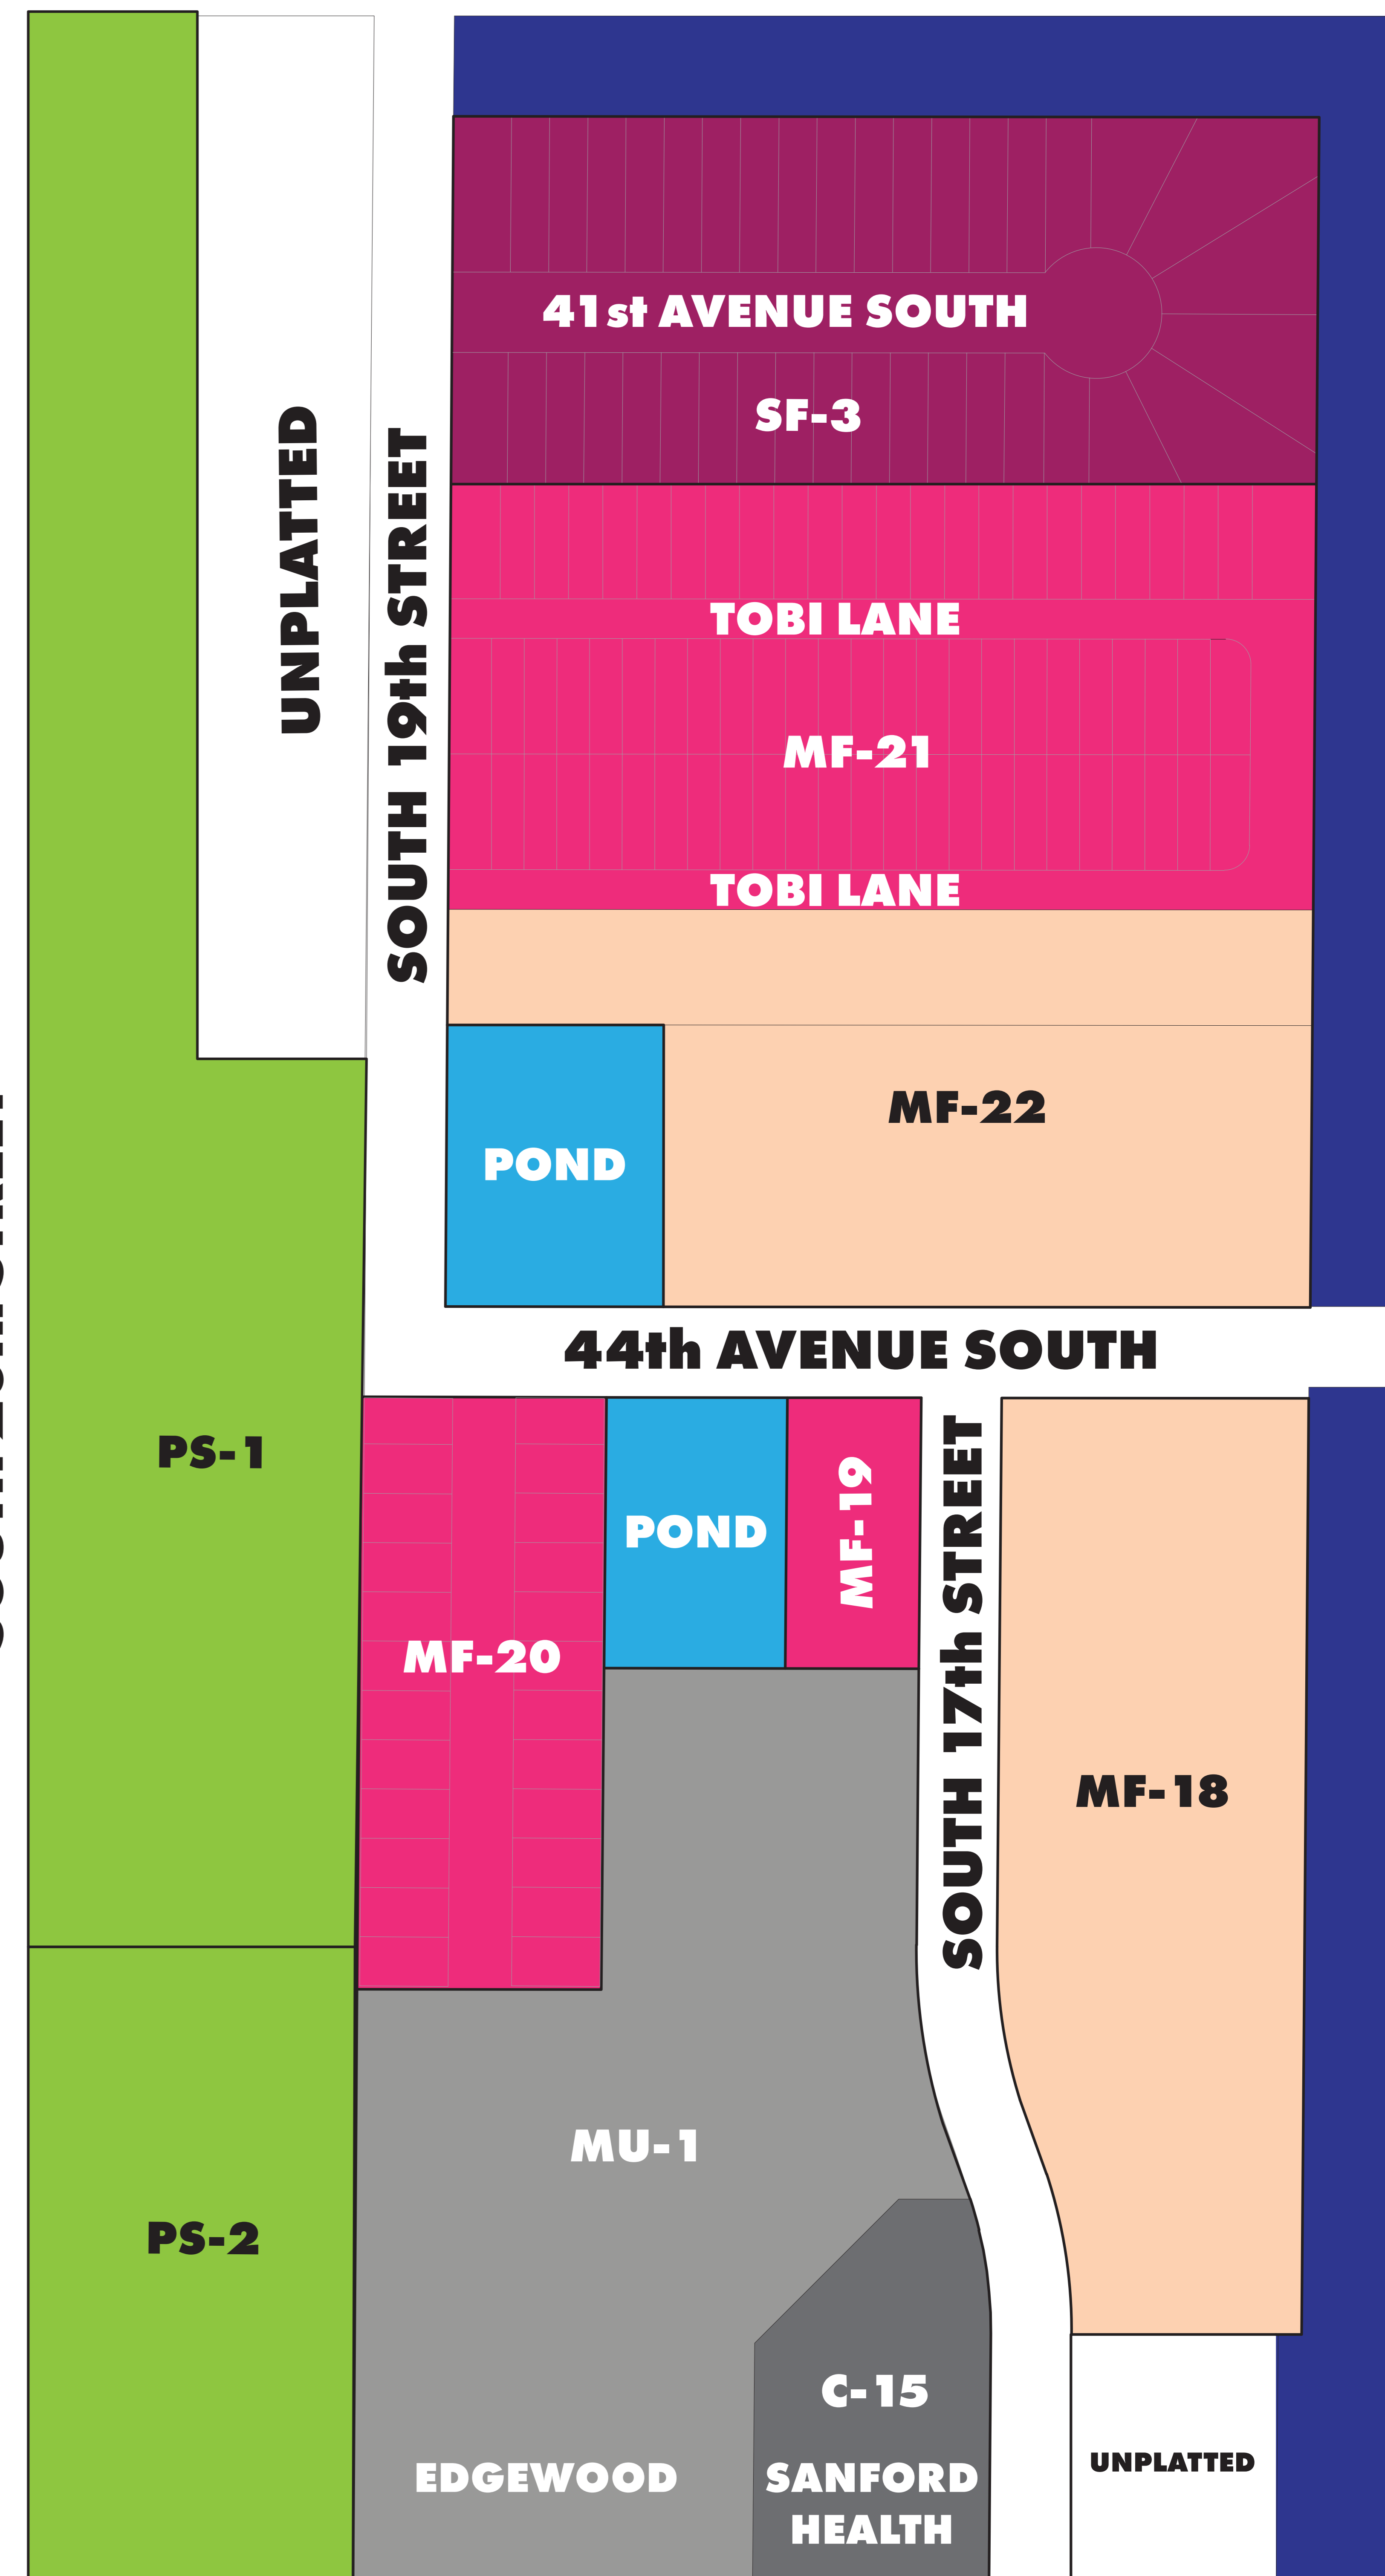 41st AVENUE SOUTH
SF-3
UNPLATTED
SOUTH 19th STREET
TOBI LANE
MF-21
TOBI LANE
MF-22
POND
44th AVENUE SOUTH
PS-1
MF-20
POND
MF-19
SOUTH 17th STREET
MF-18
MU-1
PS-2
C-15
EDGEWOOD
SANFORD
HEALTH
UNPLATTED